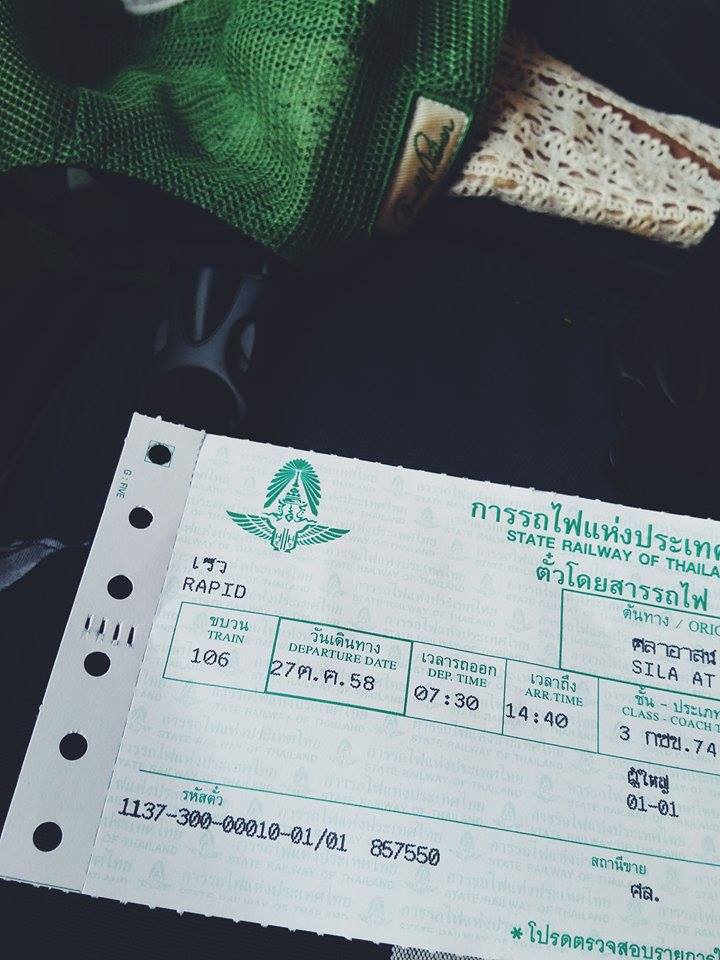 การรถไฟแห่งประเทศ
STATE RAILWAY OF THAILA
ตั๋วโดยสารรถไฟ
G:AVE
เร็ว
RAPID
ต้นทาง / ORIG
ศิลาอาสน์
SILA AT
ขบวน
TRAIN
106
วันเดินทาง
DEPARTURE DATE
27ต.ค.58
เวลารถออก
DEP. TIME
07:30
เวลาถึง
ARR.TIME
14:40
ชั้น - ประเภท
CLASS - COACH T
3 กซข.74
ผู้ใหญ่
01-01
รหัสตั๋ว
1137-300-00010-01/01 857550
สถานีขาย
ศล.
*โปรดตรวจสอบรายการ